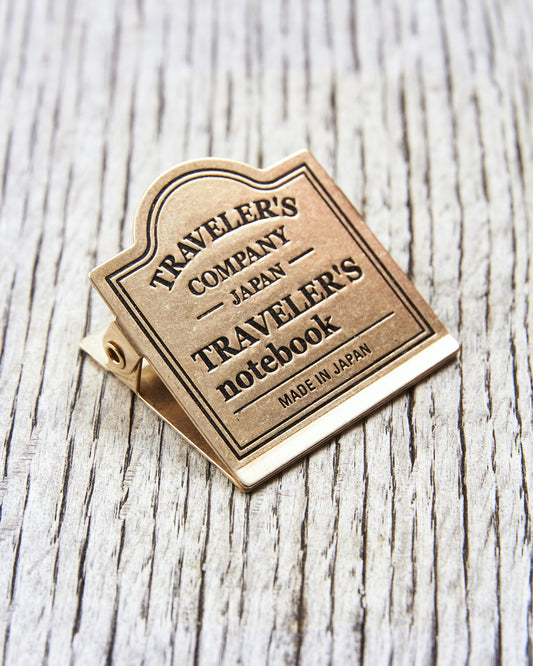 TRAVELER'S
COMPANY
JAPAN
TRAVELER'S
notebook
MADE IN JAPAN